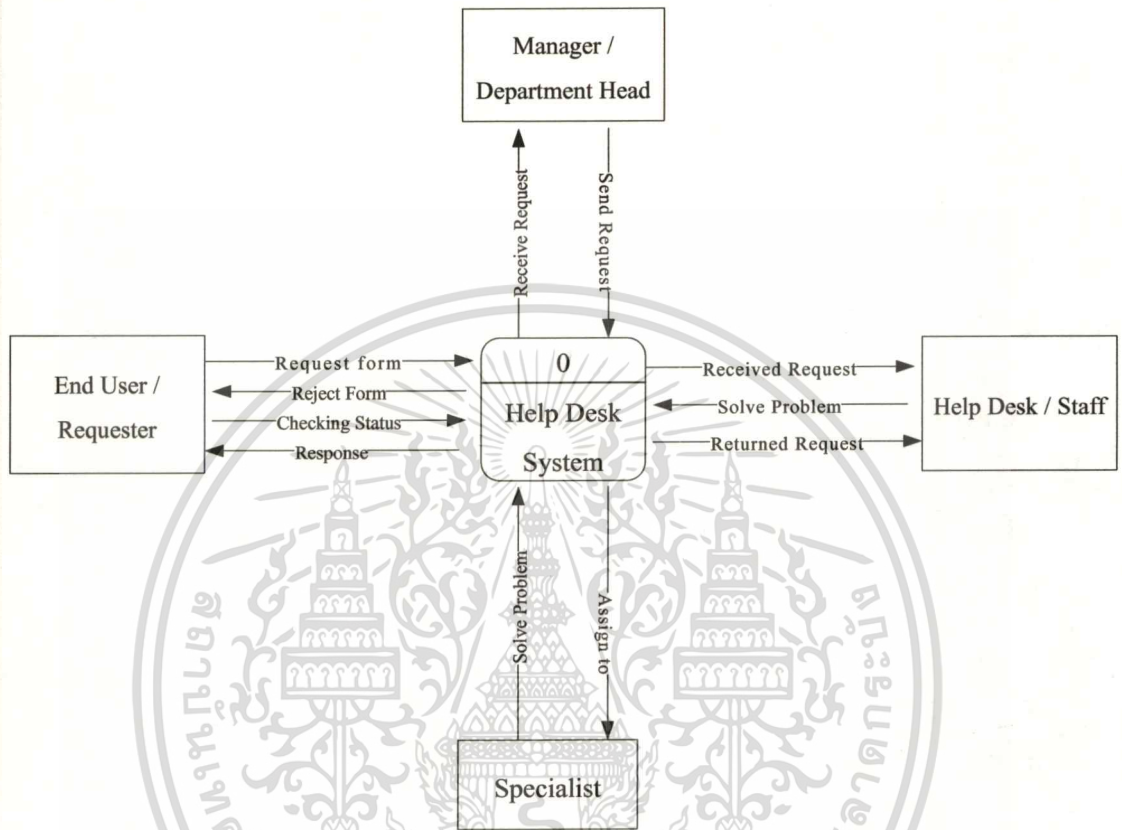 Manager /
Department Head
Receive Request
Send Request
End User /
Requester
Request form
Reject Form
Checking Status
Response
0
Help Desk
System
Received Request
Solve Problem
Returned Request
Help Desk / Staff
Solve Problem
Assign to
Specialist